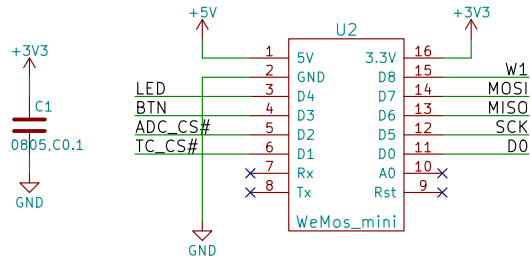 +5V
+3V3
U2
+3V3
1 5V 3.3V 16
2 GND D8 15 W1
LED 3 D4 D7 14 MOSI
C1
BTN 4 D3 D6 13 MISO
ADC_CS# 5 D2 D5 12 SCK
0805,C0.1
TC_CS# 6 D1 D0 11 D0
7 Rx A0 10
8 Tx Rst 9
GND
WeMos_mini
GND